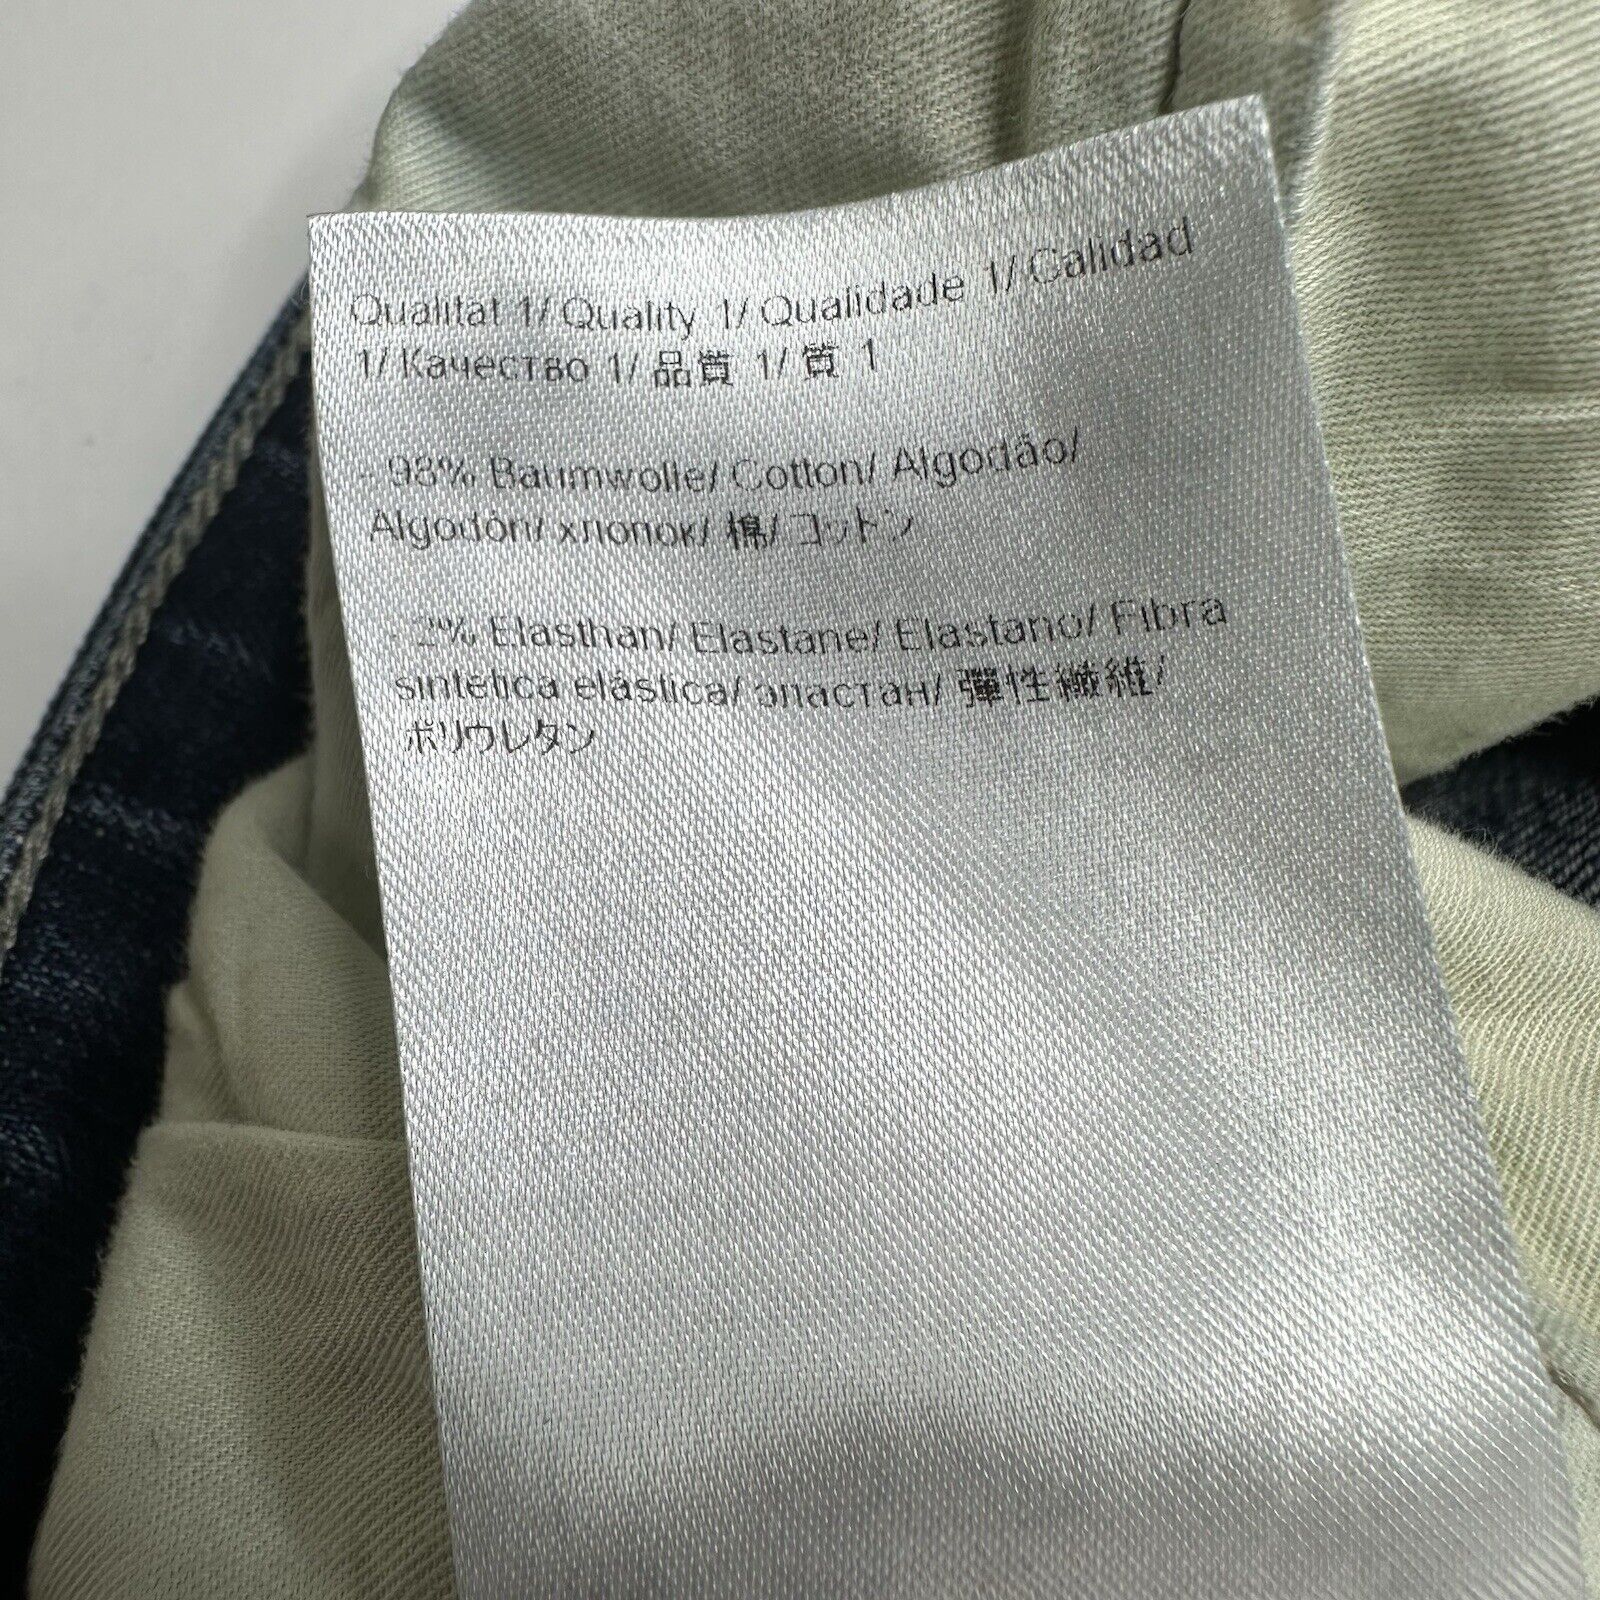 Qualität 1/ Quality 1/ Qualidade 1/ Calidad
1/ Качество 1/ 品質 1/ 質 1
- 98% Baumwolle/ Cotton/ Algodão/
Algodón/ хлопок/ 棉/ コットン
- 2% Elasthan/ Elastane/ Elastano/ Fibra
sintética elástica/ эластан/ 彈性纖維/
ポリウレタン